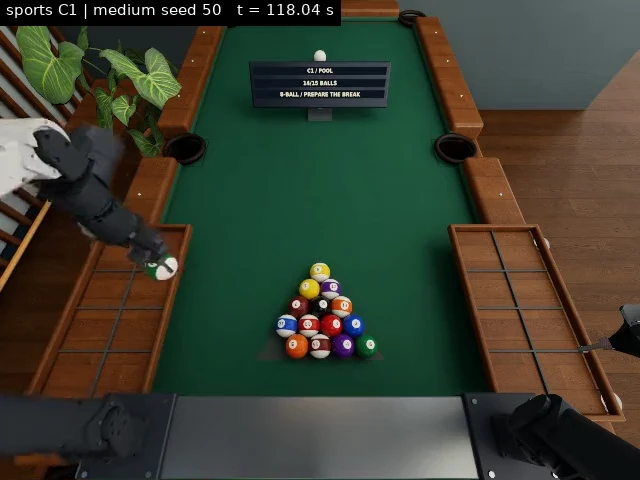 sports C1 | medium seed 50 t = 118.04 s
C1 / POOL
14/15 BALLS
8-BALL / PREPARE THE BREAK